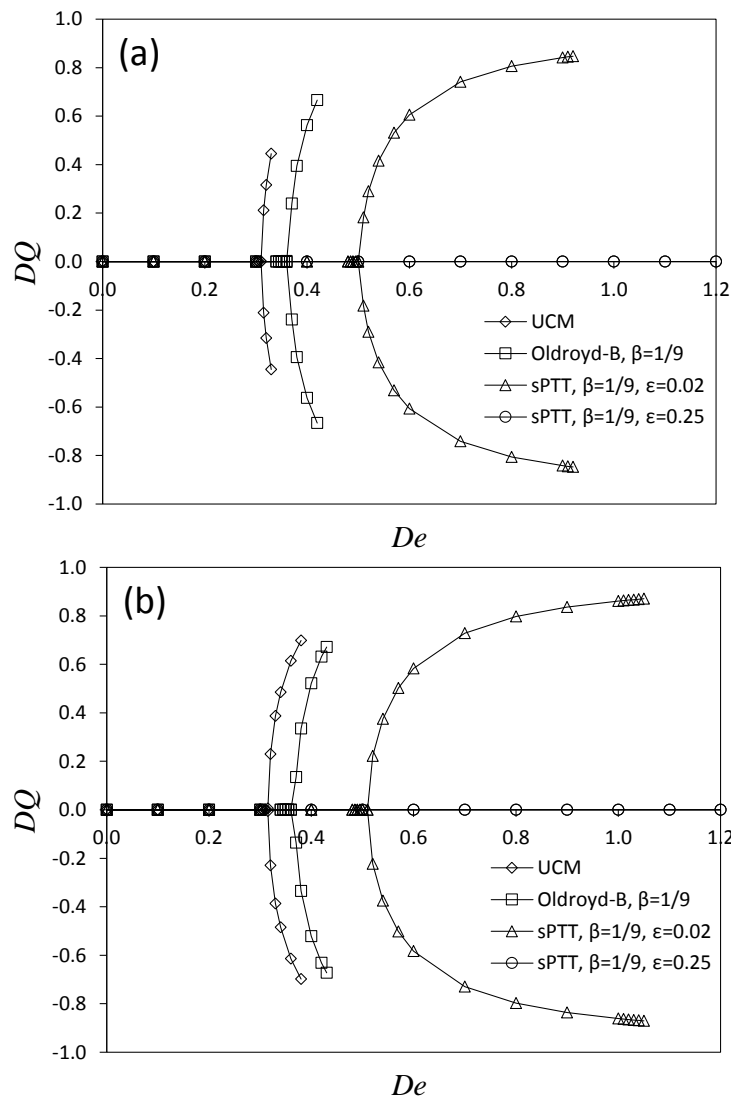 1.0
(a)
0.8
0.6
0.4
0.2
DQ
0.0
0.0 0.2 0.4 0.6 0.8 1.0 1.2
-0.2
UCM
-0.4
Oldroyd-B, β=1/9
-0.6
sPTT, β=1/9, ε=0.02
-0.8
sPTT, β=1/9, ε=0.25
-1.0
De
1.0
(b)
0.8
0.6
0.4
0.2
DQ
0.0
0.0 0.2 0.4 0.6 0.8 1.0 1.2
-0.2
UCM
-0.4
Oldroyd-B, β=1/9
-0.6
sPTT, β=1/9, ε=0.02
sPTT, β=1/9, ε=0.25
-0.8
-1.0
De